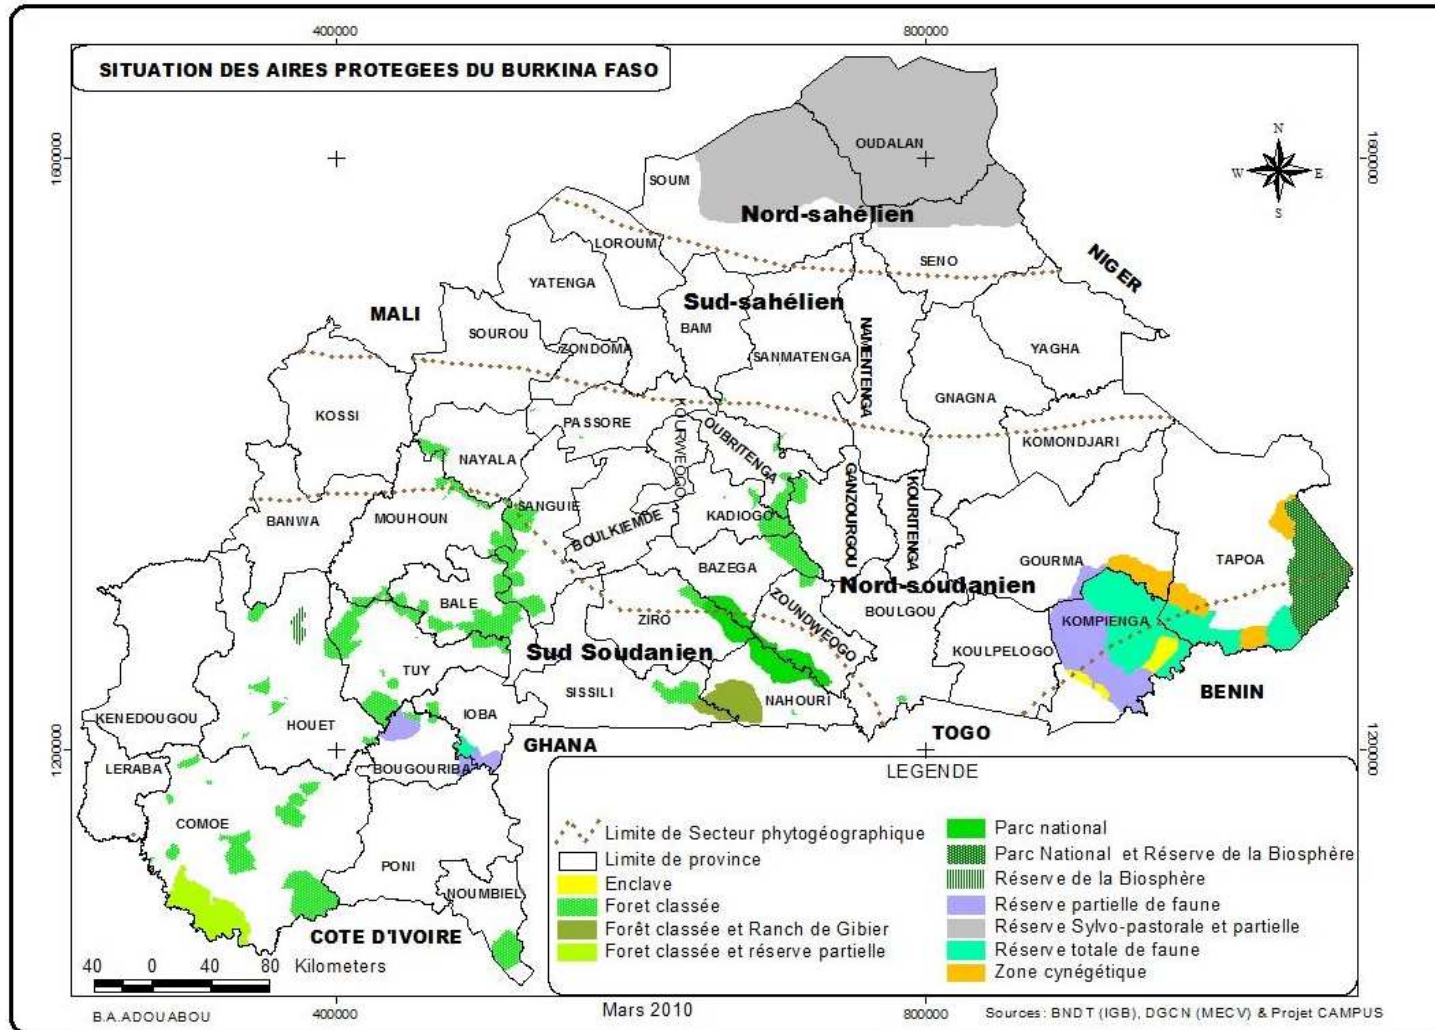 400000
800000
SITUATION DES AIRES PROTEGEES DU BURKINA FASO
1600000
1600000
N
W
E
S
OUDALAN
SOUM
Nord-sahélien
LOROUM
SENO
NIGER
YATENGA
Sud-sahélien
MALI
BAM
SOUROU
NAMENTENGA
ZONDOMA
SANMATENGA
YAGHA
KOSSI
GNAGNA
PASSORE
KOURWEOGO
OUBRITENGA
KOMONDJARI
NAYALA
GANZOURGOU
KOURITENGA
SANGUIE
BANWA
MOUHOUN
BOULKIEMDE
KADIOGO
GOURMA
TAPOA
BAZEGA
Nord-soudanien
BALE
ZOUNDWEOGO
BOULGOU
ZIRO
KOMPIENGA
Sud Soudanien
KOULPELOGO
TUY
SISSILI
NAHOURI
BENIN
KENEDOUGOU
HOUET
IOBA
TOGO
GHANA
1200000
1200000
LERABA
BOUGOURIBA
COMOE
PONI
NOUMBIEL
COTE D'IVOIRE
LEGENDE
Limite de Secteur phytogéographique
Limite de province
Enclave
Foret classée
Forêt classée et Ranch de Gibier
Foret classée et réserve partielle
Parc national
Parc National et Réserve de la Biosphère
Réserve de la Biosphère
Réserve partielle de faune
Réserve Sylvo-pastorale et partielle
Réserve totale de faune
Zone cynégétique
40 0 40 80 Kilometers
B.A.ADOUABOU
400000
Mars 2010
800000
Sources: BNDT (IGB), DGCN (MECV) & Projet CAMPUS